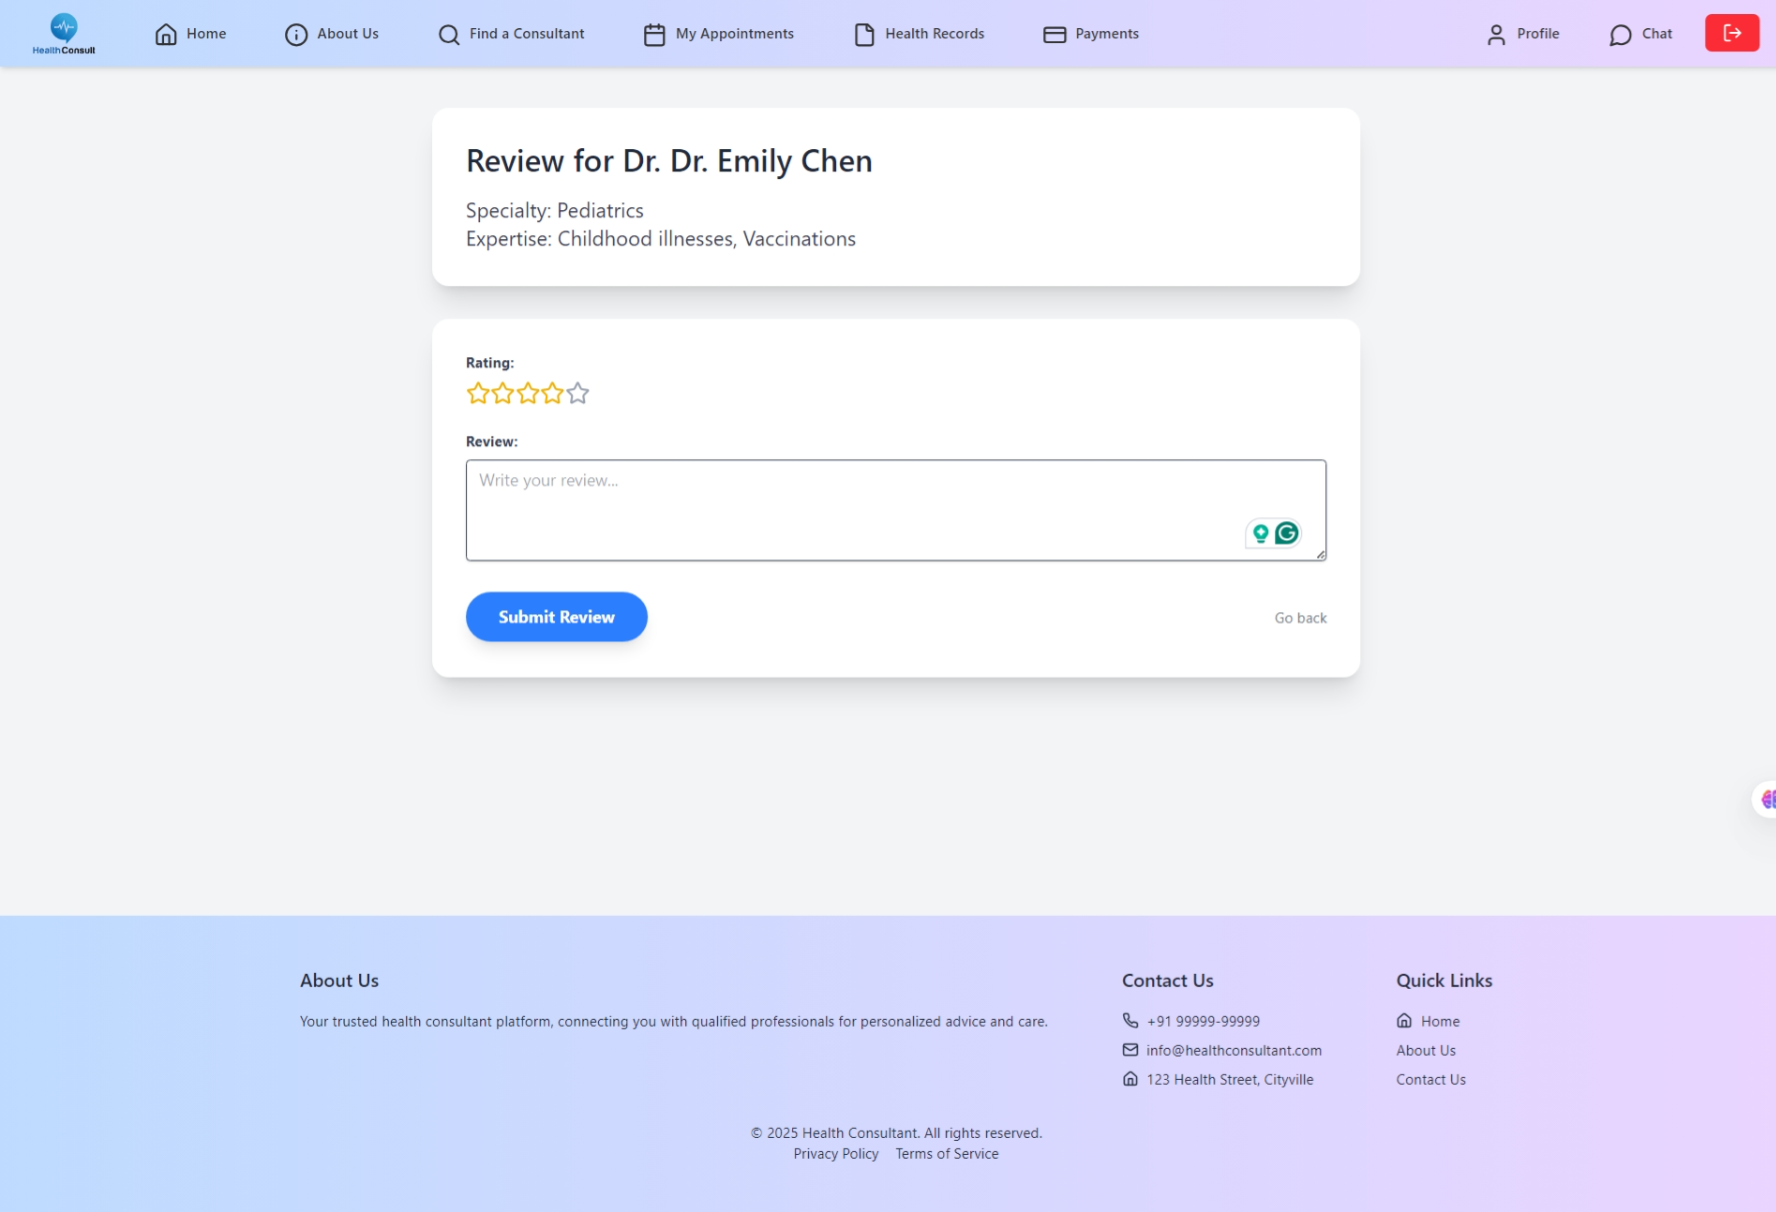 HealthConsult
Home
About Us
Find a Consultant
My Appointments
Health Records
Payments
Profile
Chat
Review for Dr. Dr. Emily Chen
Specialty: Pediatrics
Expertise: Childhood illnesses, Vaccinations
Rating:
Review:
Write your review...
Submit Review
Go back
About Us
Your trusted health consultant platform, connecting you with qualified professionals for personalized advice and care.
Contact Us
+91 99999-99999
info@healthconsultant.com
123 Health Street, Cityville
Quick Links
Home
About Us
Contact Us
© 2025 Health Consultant. All rights reserved.
Privacy Policy Terms of Service